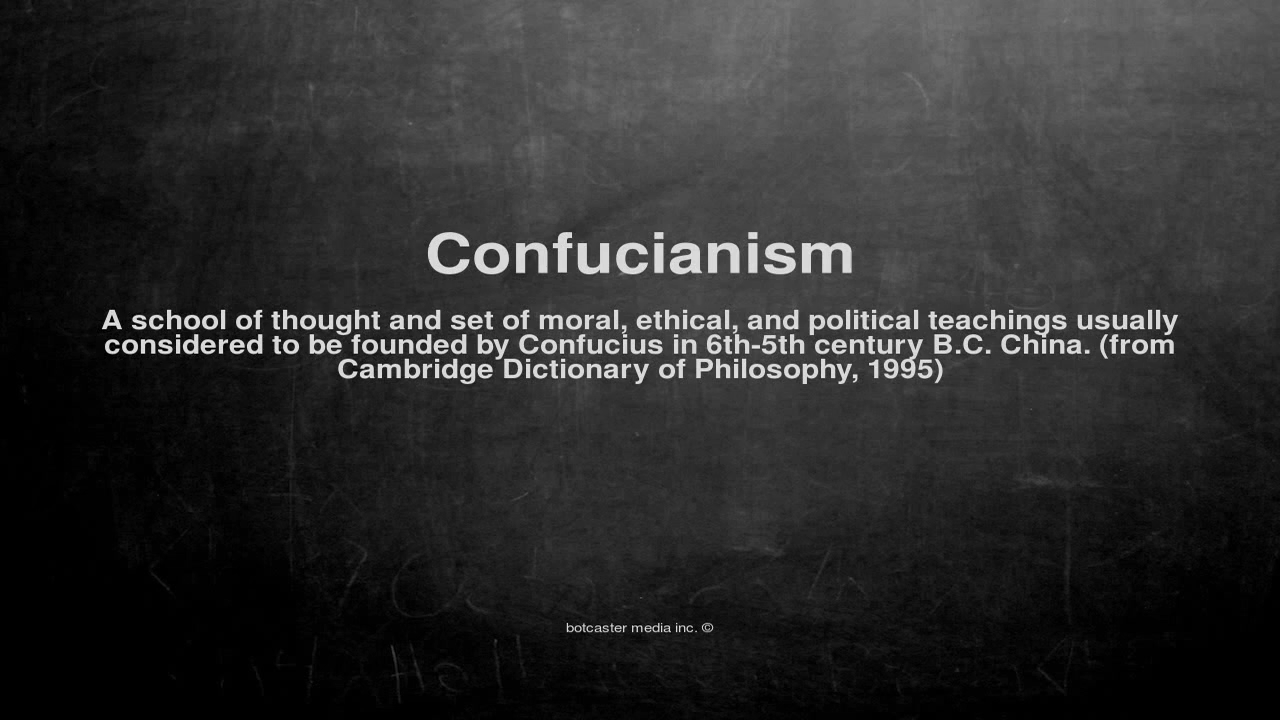 Confucianism
A school of thought and set of moral, ethical, and political teachings usually
considered to be founded by Confucius in 6th-5th century B.C. China. (from
Cambridge Dictionary of Philosophy, 1995)
botcaster media inc. ©